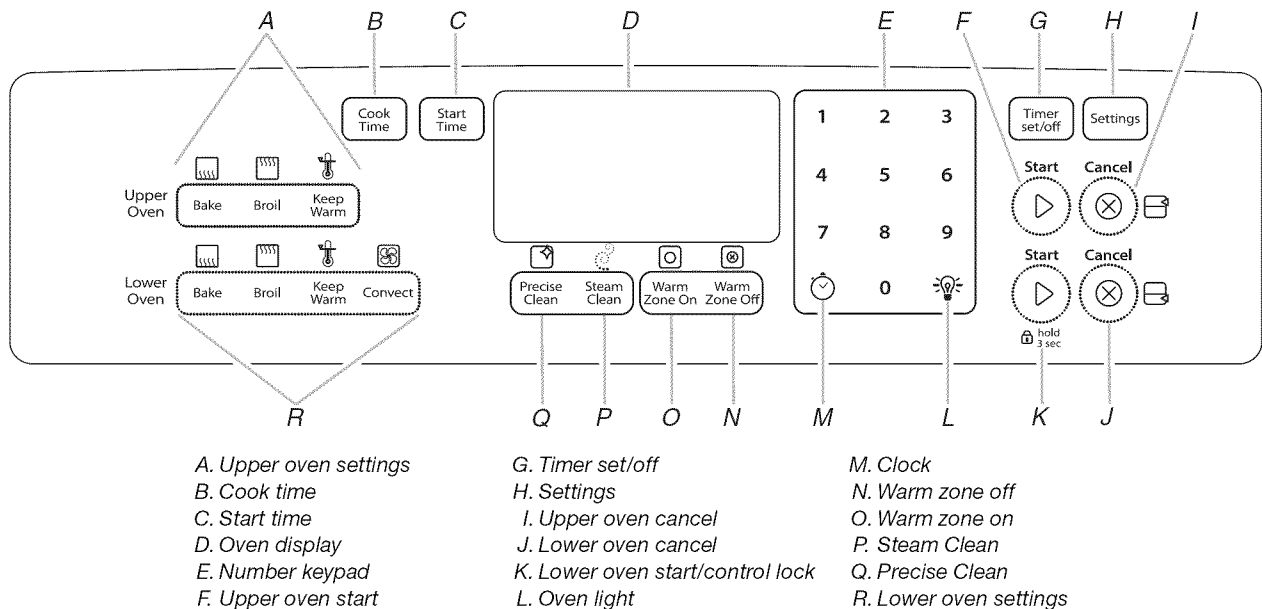 A B C D E F G H I
Cook
Time
Start
Time
1 2 3
Timer
set/off
Settings
4 5 6
Start Cancel
Upper
Oven
Bake Broil Keep
Warm
7 8 9
Start Cancel
Lower
Oven
Bake Broil Keep
Warm
Convect
Precise
Clean
Steam
Clean
Warm
Zone On
Warm
Zone Off
0
hold
3 sec
R Q P O N M L K J
A. Upper oven settings
B. Cook time
C. Start time
D. Oven display
E. Number keypad
F. Upper oven start
G. Timer set/off
H. Settings
I. Upper oven cancel
J. Lower oven cancel
K. Lower oven start/control lock
L. Oven light
M. Clock
N. Warm zone off
O. Warm zone on
P. Steam Clean
Q. Precise Clean
R. Lower oven settings